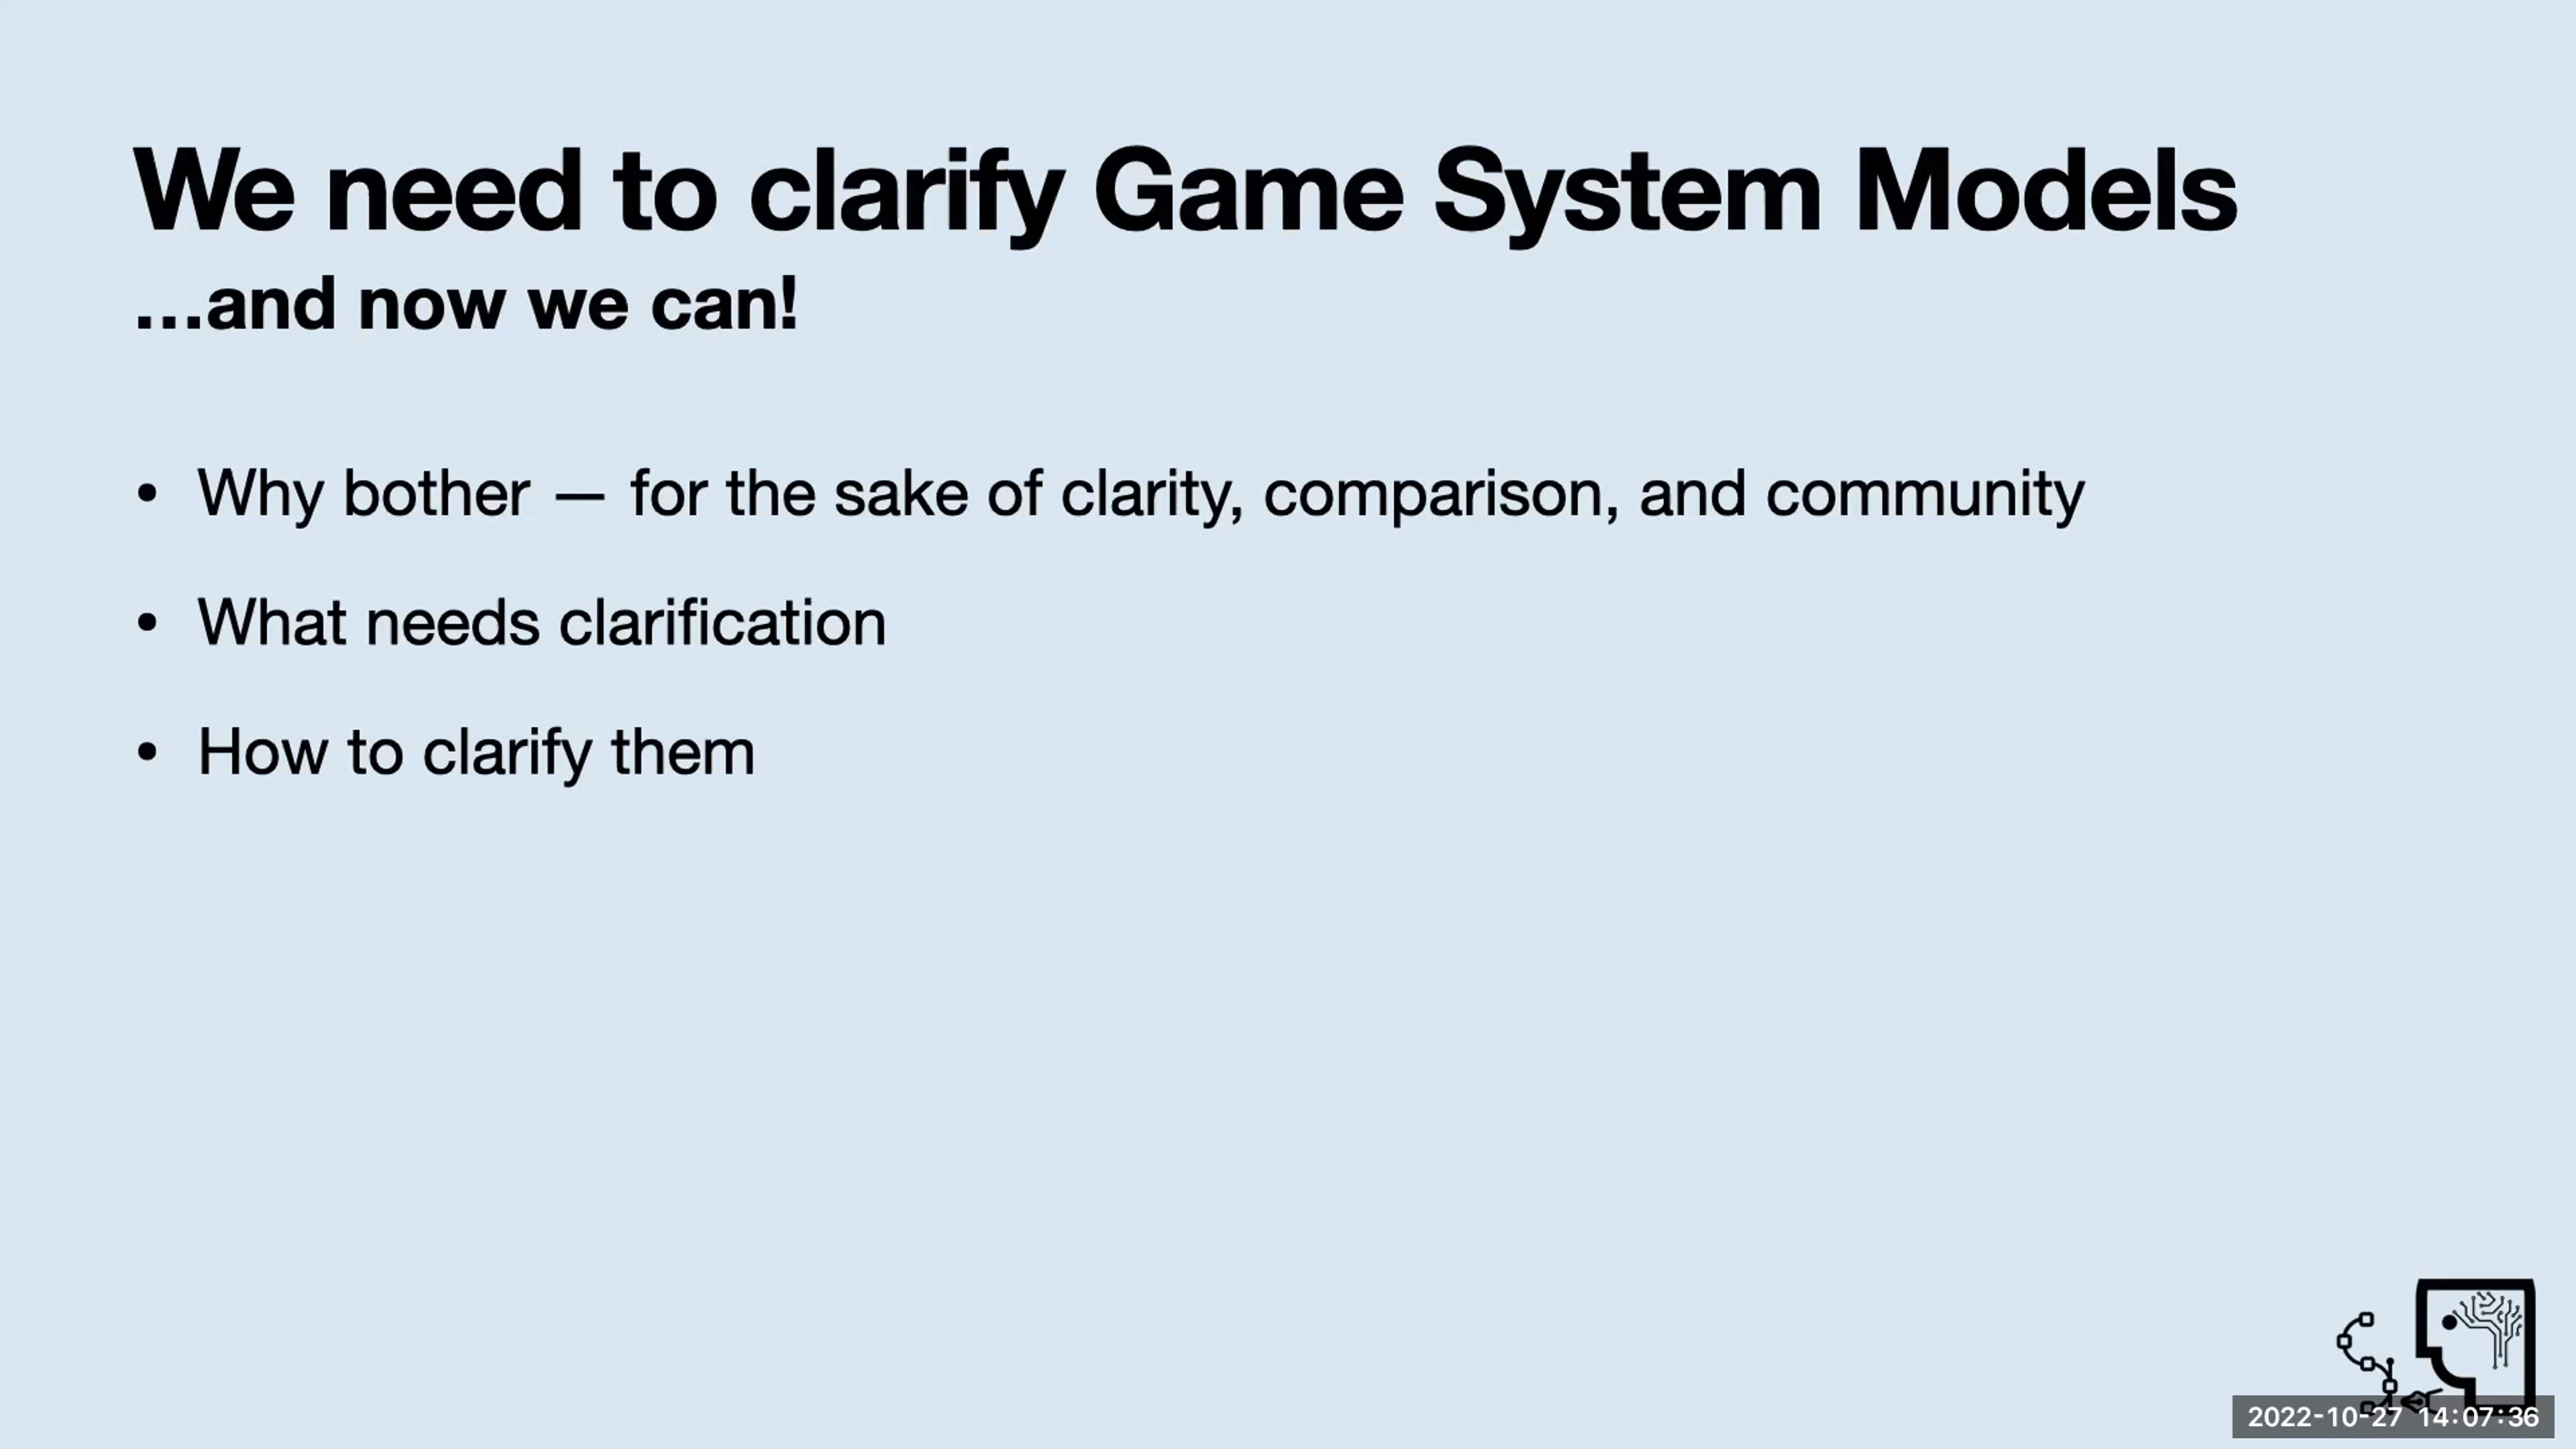 We need to clarify Game System Models
…and now we can!
• Why bother — for the sake of clarity, comparison, and community
• What needs clarification
• How to clarify them
2022-10-27 14:07:36